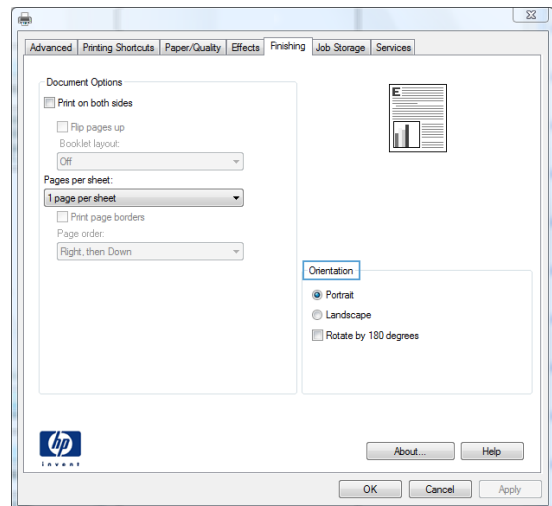 Advanced Printing Shortcuts Paper/Quality Effects Finishing Job Storage Services
Document Options
Print on both sides
Flip pages up
Booklet layout:
Off
Pages per sheet:
1 page per sheet
Print page borders
Page order:
Right, then Down
E
Orientation
Portrait
Landscape
Rotate by 180 degrees
hp
invent
About... Help
OK Cancel Apply